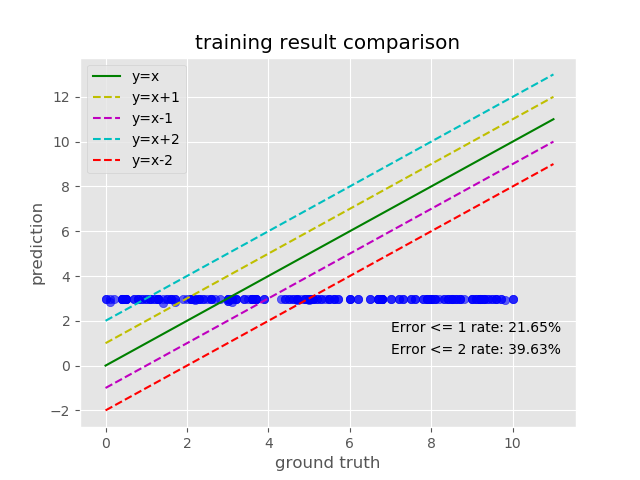 training result comparison
y=x
y=x+1
y=x-1
y=x+2
y=x-2
12
10
8
6
4
2
0
−2
prediction
Error <= 1 rate: 21.65%
Error <= 2 rate: 39.63%
0 2 4 6 8 10
ground truth